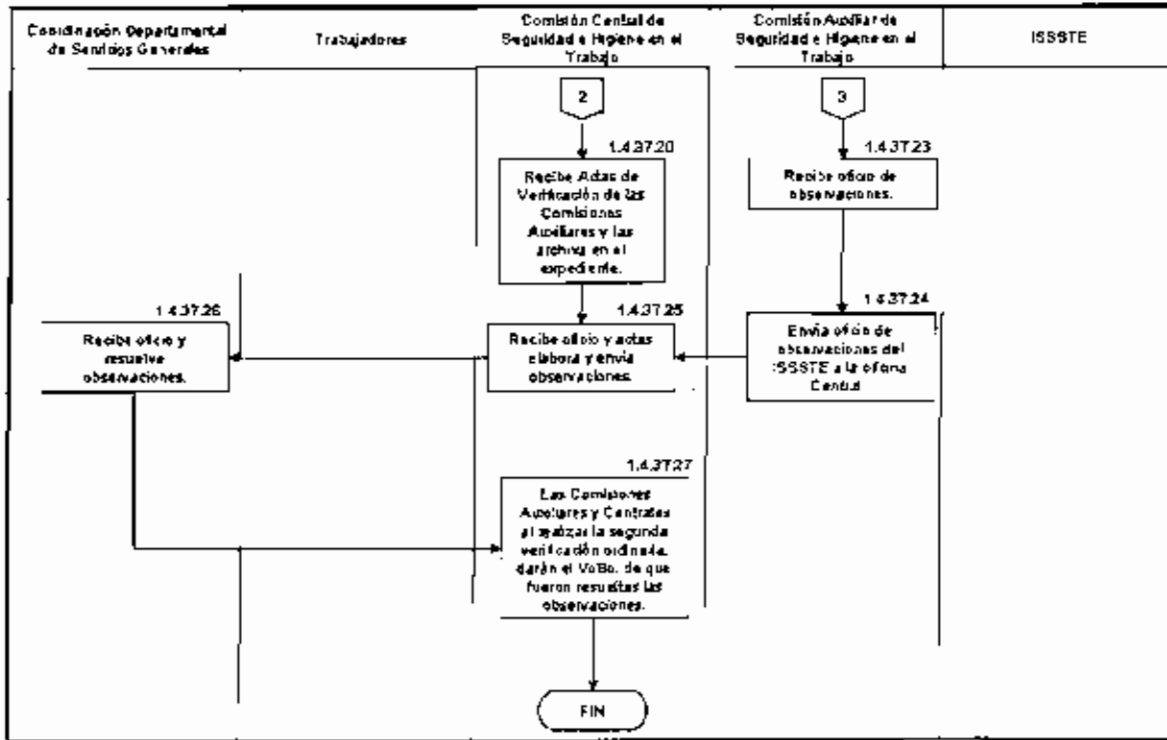 Coordinación Departamental
de Servicios Generales
Trabajadores
Comisión Central de
Seguridad e Higiene en el
Trabajo
Comisión Auxiliar de
Seguridad e Higiene en el
Trabajo
ISSSTE
2
3
1.4.37.20
Recibe Actas de
Verificación de las
Comisiones
Auxiliares y las
archiva en el
expediente.
1.4.37.23
Recibe oficio de
observaciones.
1.4.37.26
Recibe oficio y
resuelve
observaciones.
1.4.37.25
Recibe oficio y actas
elabora y envía
observaciones.
1.4.37.24
Envía oficio de
observaciones del
ISSSTE a la oficina
Central
1.4.37.27
Las Comisiones
Auxiliares y Centrales
al realizar la segunda
verificación ordinaria,
darán el VoBo. de que
fueron resueltas las
observaciones.
FIN